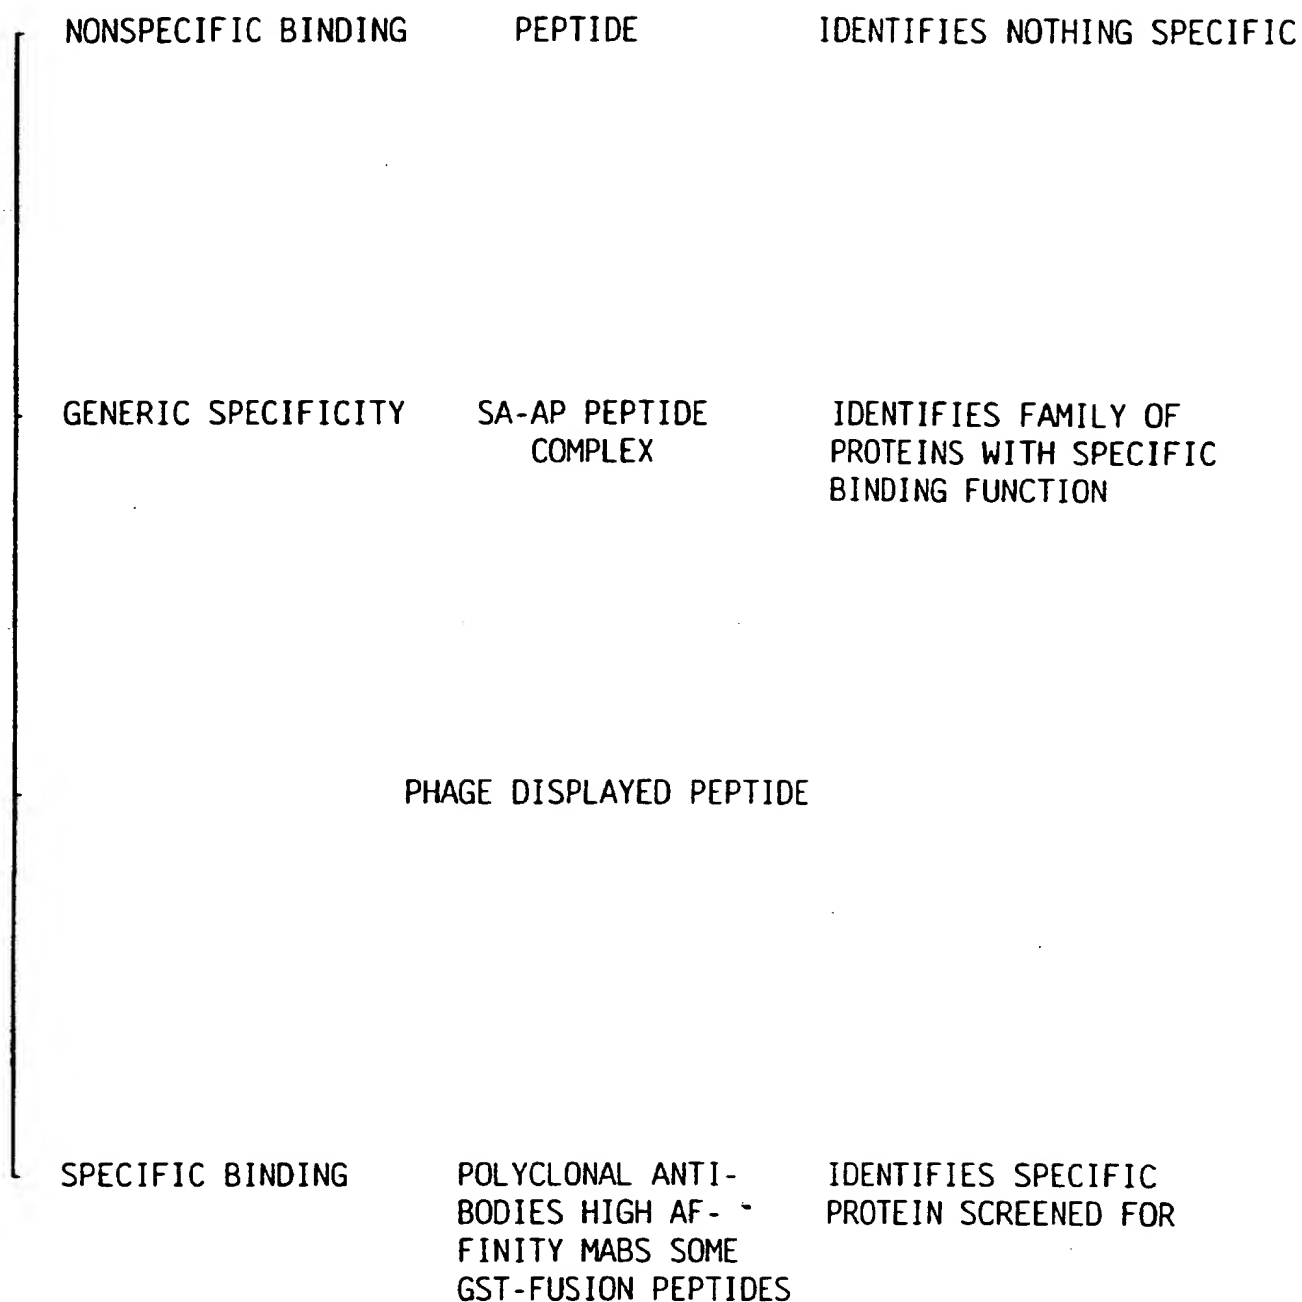 NONSPECIFIC BINDING PEPTIDE IDENTIFIES NOTHING SPECIFIC
GENERIC SPECIFICITY SA-AP PEPTIDE IDENTIFIES FAMILY OF
COMPLEX PROTEINS WITH SPECIFIC
BINDING FUNCTION
PHAGE DISPLAYED PEPTIDE
SPECIFIC BINDING POLYCLONAL ANTI- IDENTIFIES SPECIFIC
BODIES HIGH AF- PROTEIN SCREENED FOR
FINITY MABS SOME
GST-FUSION PEPTIDES